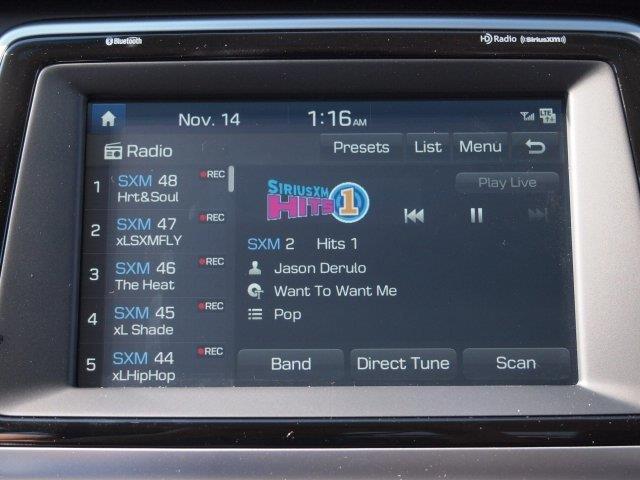 Bluetooth
HD Radio ((SiriusXM))
Nov. 14 1:16 AM LTE
Radio Presets List Menu
1 SXM 48 REC
Hrt&Soul
2 SXM 47 REC
xLSXMFLY
3 SXM 46 REC
The Heat
4 SXM 45 REC
xL Shade
5 SXM 44 REC
xLHipHop
SIRIUSXM
HITS 1
Play Live
SXM 2 Hits 1
Jason Derulo
Want To Want Me
Pop
Band Direct Tune Scan